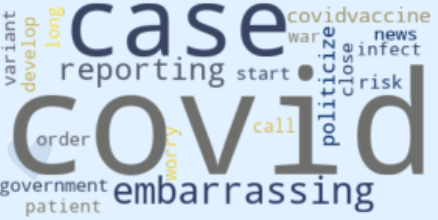 variant
develop
long
case
covidvaccine
war
politicize
close
news
infect
reporting
start
risk
covid
order
worry
call
government
embarrassing
patient